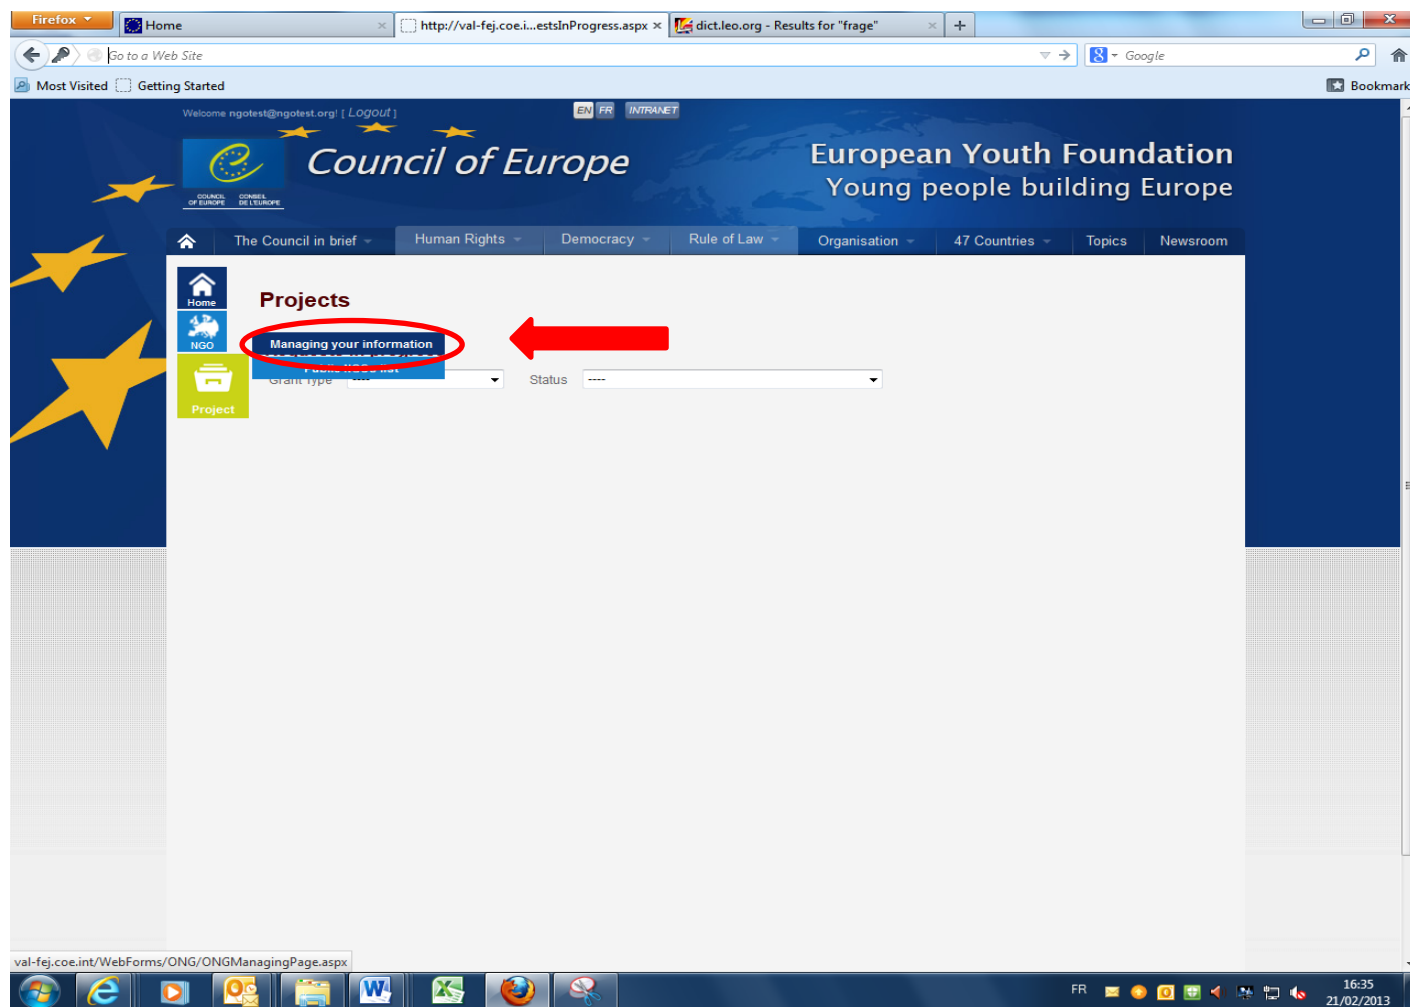 Firefox
Home
http://val-fej.coe.i...estsInProgress.aspx
dict.leo.org - Results for "frage"
Go to a Web Site
Google
Most Visited
Getting Started
Bookmark
Welcome ngotest@ngotest.org! [ Logout ]
EN FR INTRANET
Council of Europe
European Youth Foundation
Young people building Europe
COUNCIL OF EUROPE
CONSEIL DE L'EUROPE
The Council in brief
Human Rights
Democracy
Rule of Law
Organisation
47 Countries
Topics
Newsroom
Home
Projects
NGO
Managing your information
Grant Type ----
Status ----
Project
val-fej.coe.int/WebForms/ONG/ONGManagingPage.aspx
FR
16:35
21/02/2013